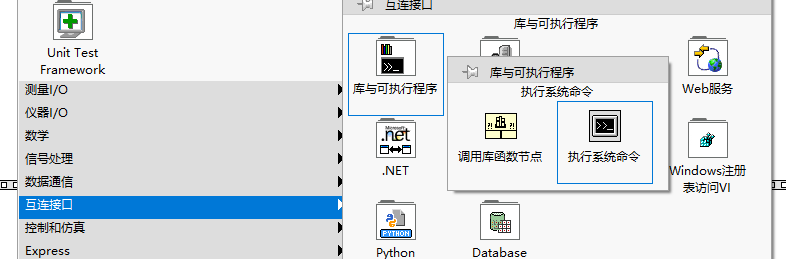 Unit Test
Framework
测量I/O
仪器I/O
数学
信号处理
数据通信
互连接口
控制和仿真
Express
互连接口
库与可执行程序
库与可执行程序
Web服务
.NET
Windows注册
表访问VI
Python
Database
库与可执行程序
执行系统命令
调用库函数节点
执行系统命令
Microsoft
.net
PYTHON